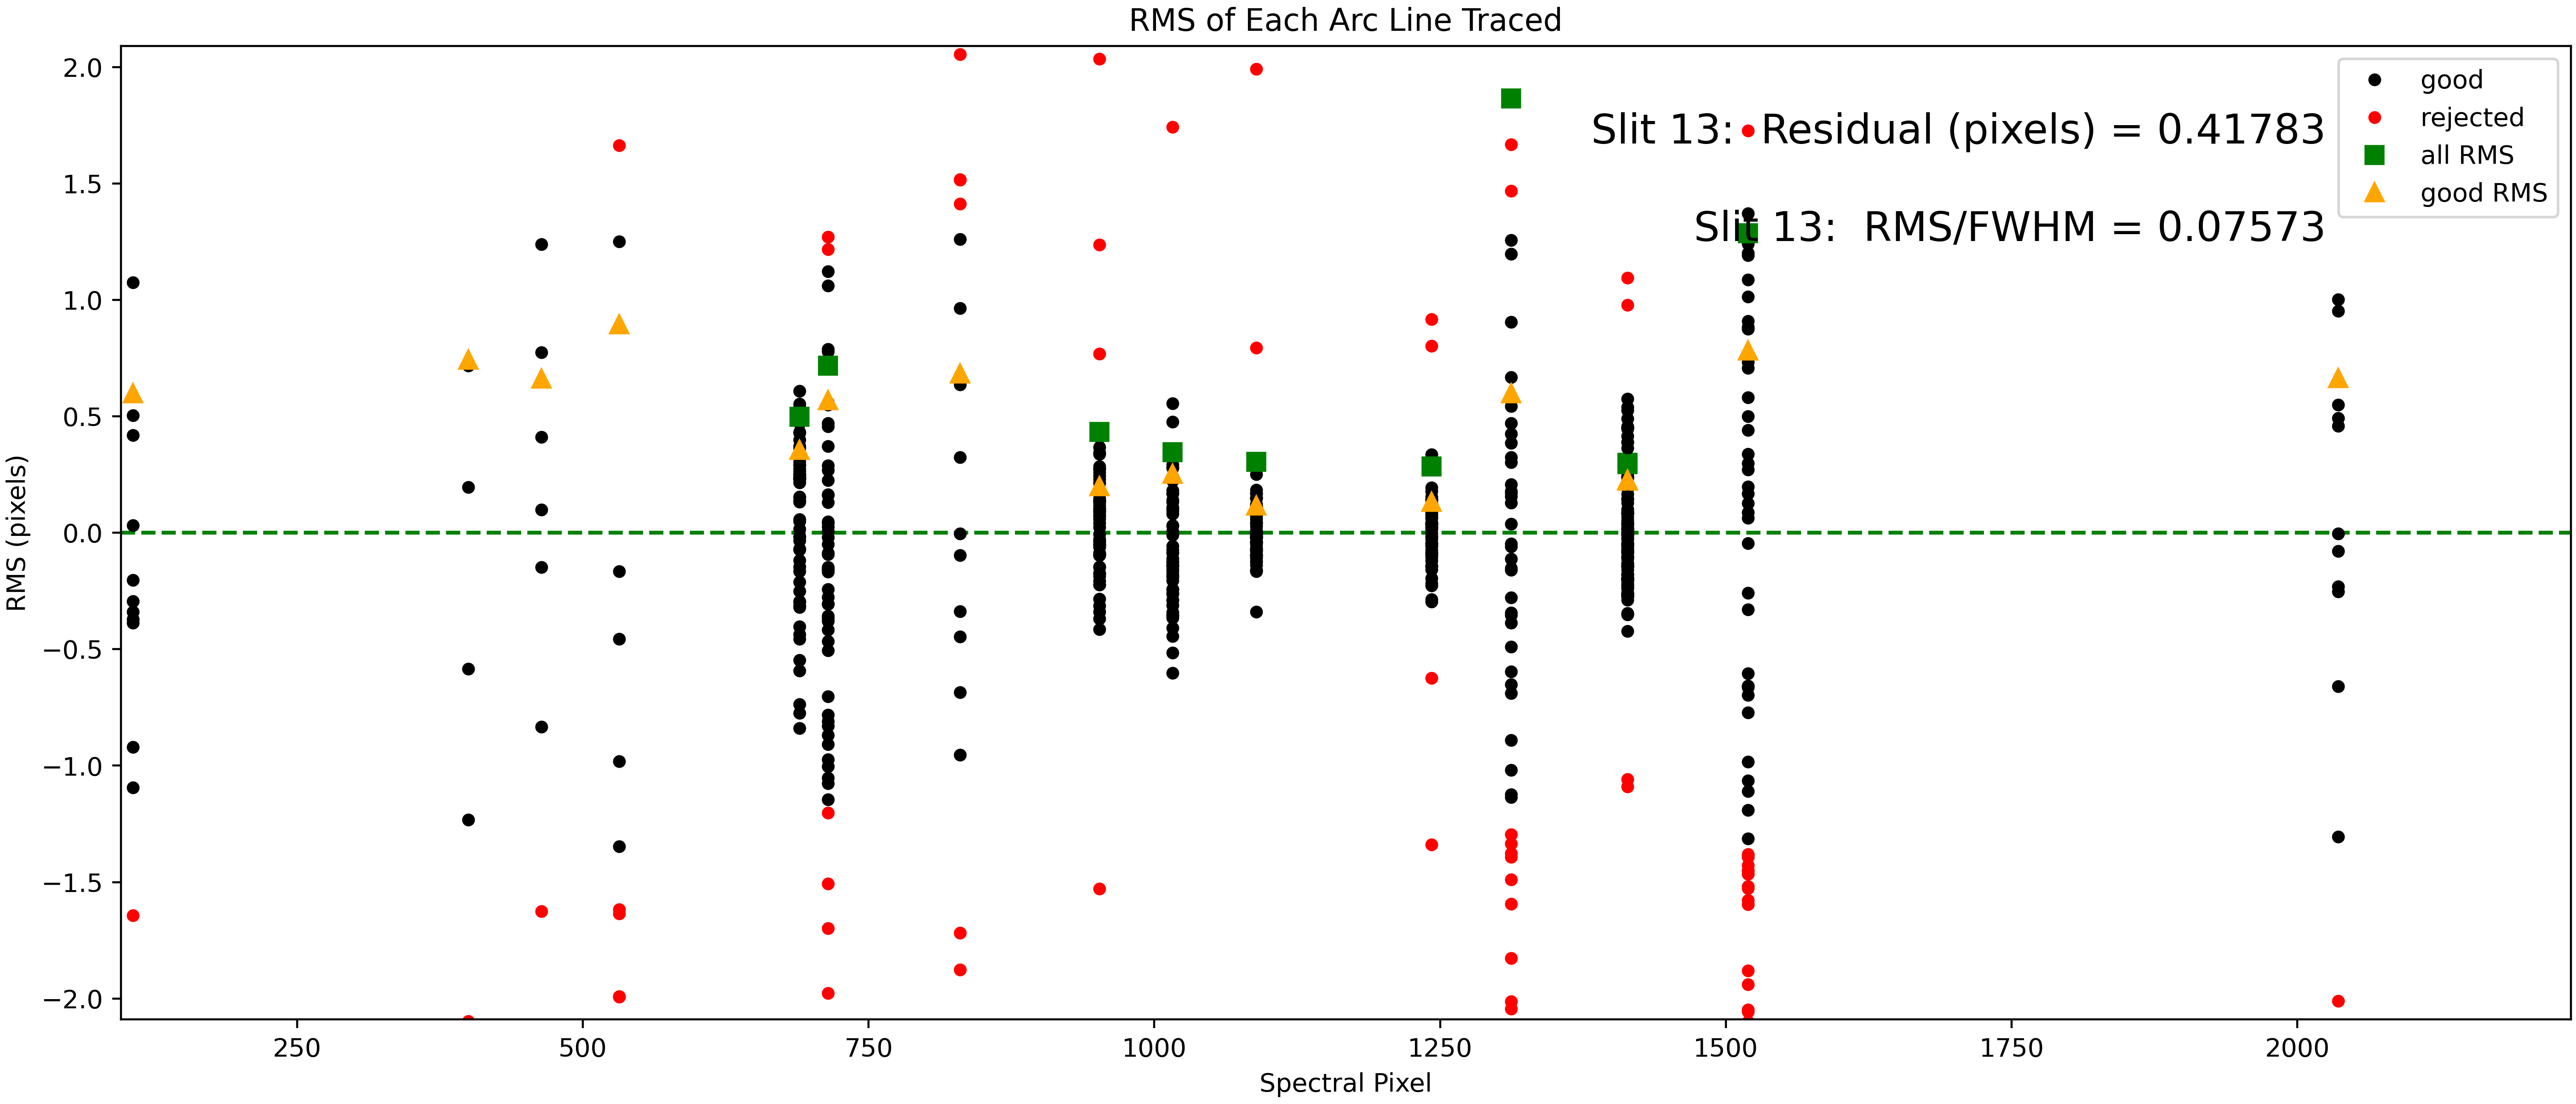 RMS of Each Arc Line Traced
2.0
1.5
1.0
0.5
0.0
−0.5
−1.0
−1.5
−2.0
RMS (pixels)
Slit 13:  Residual (pixels) = 0.41783
Slit 13:  RMS/FWHM = 0.07573
good
rejected
all RMS
good RMS
250 500 750 1000 1250 1500 1750 2000
Spectral Pixel